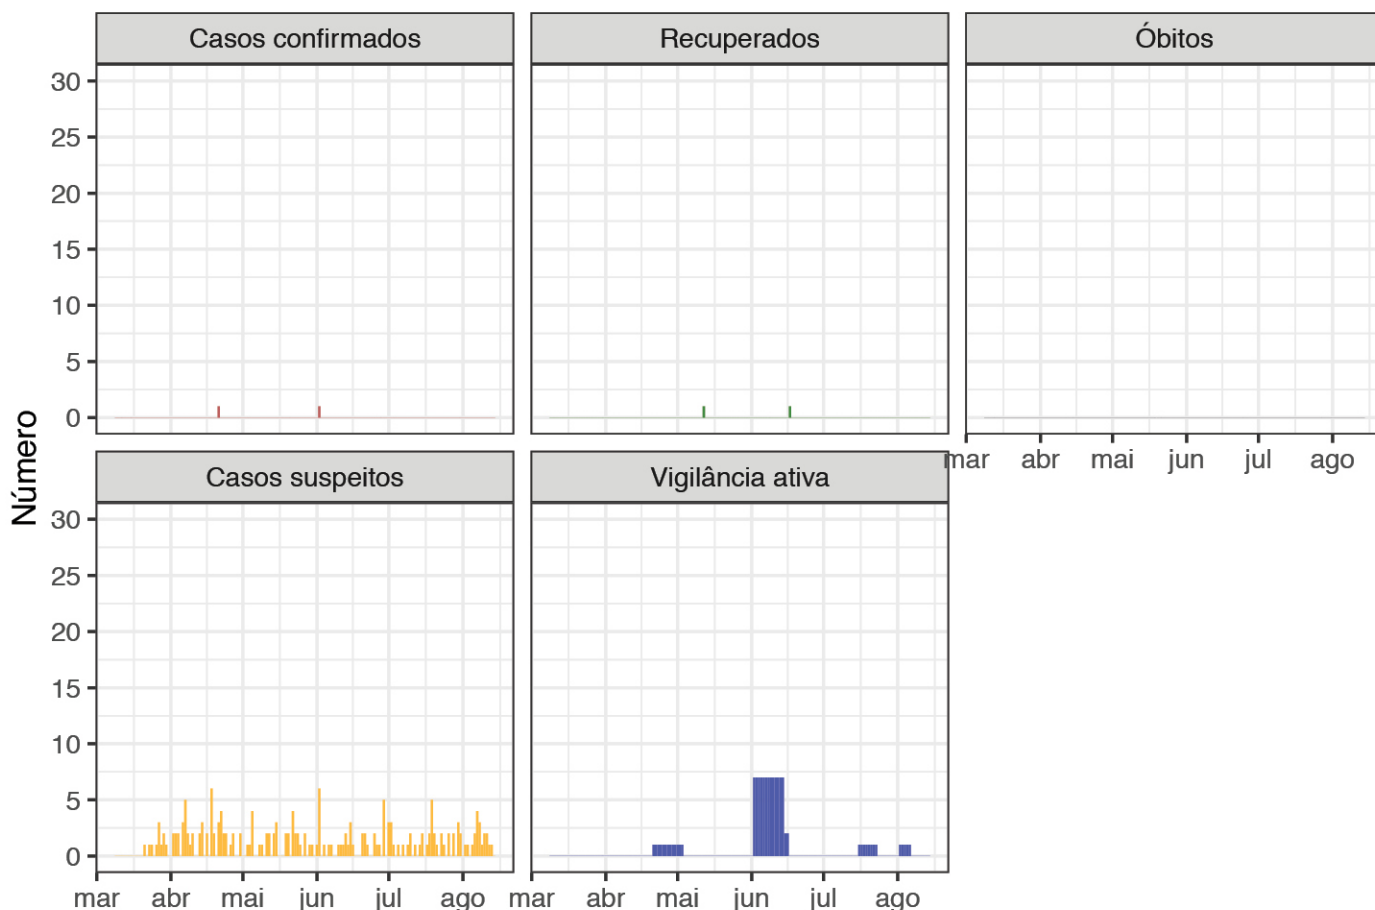 Casos confirmados
Recuperados
Óbitos
30
25
20
15
10
5
0
mar abr mai jun jul ago
Número
Casos suspeitos
Vigilância ativa
30
25
20
15
10
5
0
mar abr mai jun jul ago
mar abr mai jun jul ago